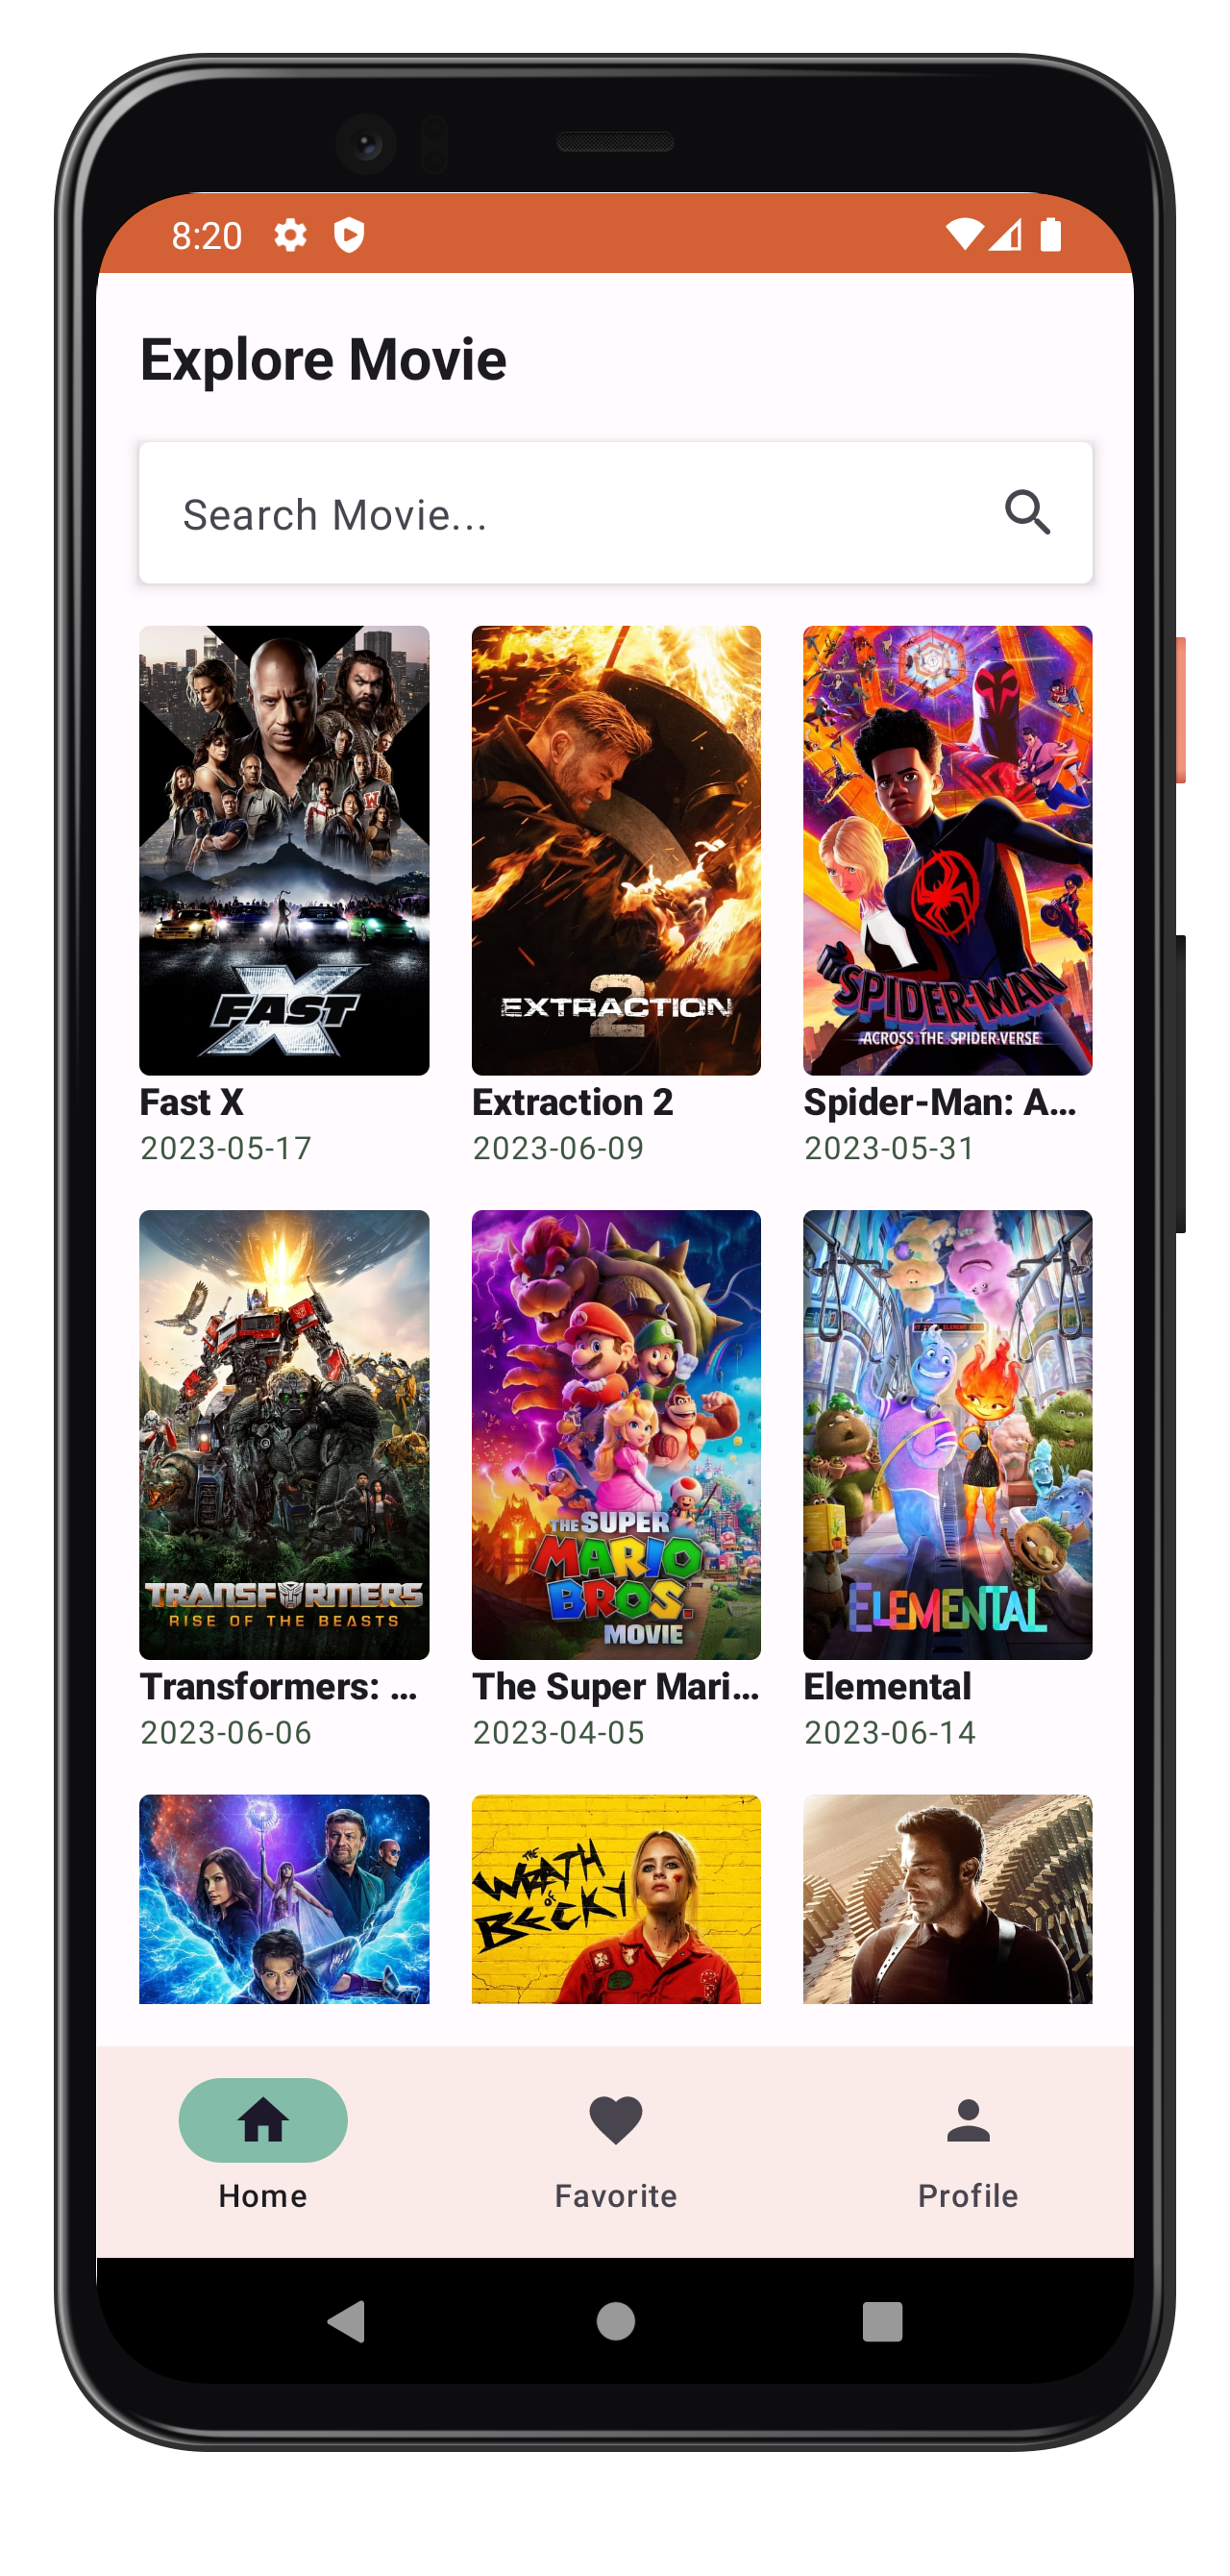 8:20
Explore Movie
Search Movie...
FAST X
EXTRACTION 2
SPIDER-MAN
ACROSS THE SPIDER-VERSE
Fast X
Extraction 2
Spider-Man: A...
2023-05-17
2023-06-09
2023-05-31
TRANSFORMERS
RISE OF THE BEASTS
THE SUPER
MARIO
BROS.
MOVIE
ELEMENTAL
Transformers: ...
The Super Mari...
Elemental
2023-06-06
2023-04-05
2023-06-14
THE
WRATH
OF
BECKY
Home
Favorite
Profile